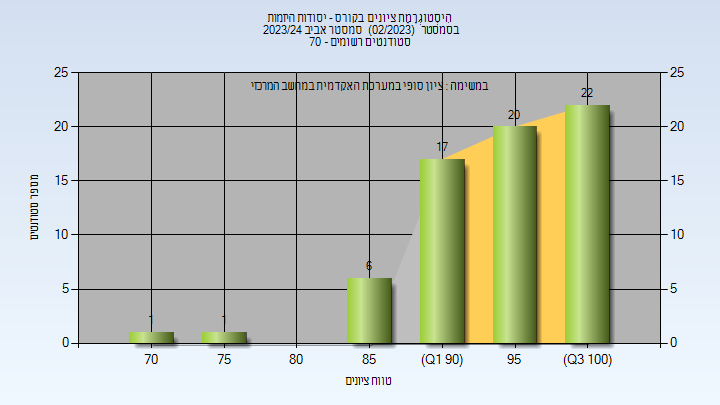 היסטוגרמת ציונים בקורס - יסודות היזמות
בסמסטר (02/2023) סמסטר אביב 2023/24
סטודנטים רשומים - 70
במשימה : ציון סופי במערכת האקדמית במחשב המרכזי
מספר סטודנטים
25
20
15
10
5
0
25
20
15
10
5
0
1
1
6
17
20
22
70
75
80
85
(Q1 90)
95
(Q3 100)
טווח ציונים